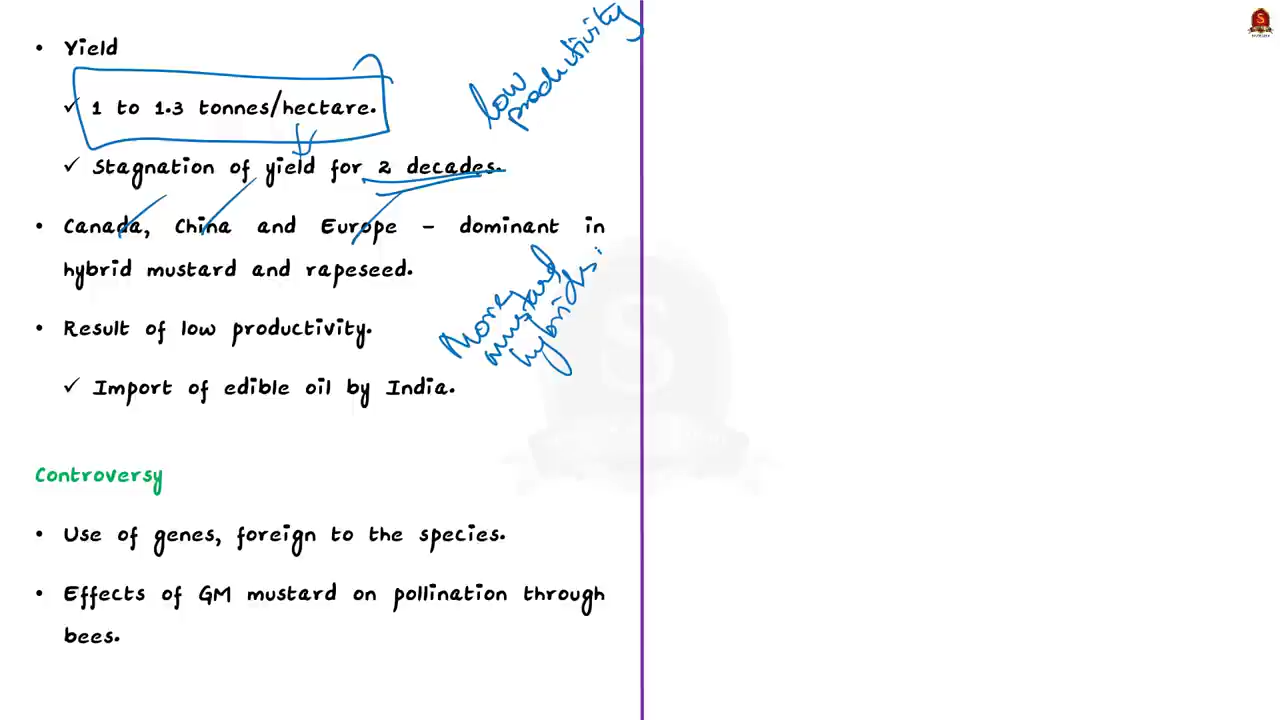 • Yield
✓ 1 to 1.3 tonnes/hectare.
✓ Stagnation of yield for 2 decades.
• Canada, China and Europe – dominant in
hybrid mustard and rapeseed.
• Result of low productivity.
✓ Import of edible oil by India.
Controversy
• Use of genes, foreign to the species.
• Effects of GM mustard on pollination through
bees.
low
productivity
More
mustard
hybrids